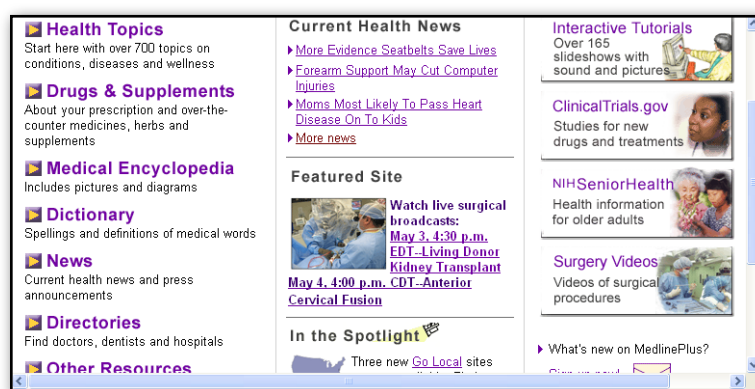 Health Topics
Start here with over 700 topics on
conditions, diseases and wellness
Drugs & Supplements
About your prescription and over-the-
counter medicines, herbs and
supplements
Medical Encyclopedia
Includes pictures and diagrams
Dictionary
Spellings and definitions of medical words
News
Current health news and press
announcements
Directories
Find doctors, dentists and hospitals
Other Resources
Current Health News
More Evidence Seatbelts Save Lives
Forearm Support May Cut Computer
Injuries
Moms Most Likely To Pass Heart
Disease On To Kids
More news
Featured Site
Watch live surgical
broadcasts:
May 3, 4:30 p.m.
EDT--Living Donor
Kidney Transplant
May 4, 4:00 p.m. CDT--Anterior
Cervical Fusion
In the Spotlight
Three new Go Local sites
Interactive Tutorials
Over 165
slideshows with
sound and pictures
ClinicalTrials.gov
Studies for new
drugs and treatments
NIHSeniorHealth
Health information
for older adults
Surgery Videos
Videos of surgical
procedures
What's new on MedlinePlus?
Sign up now!